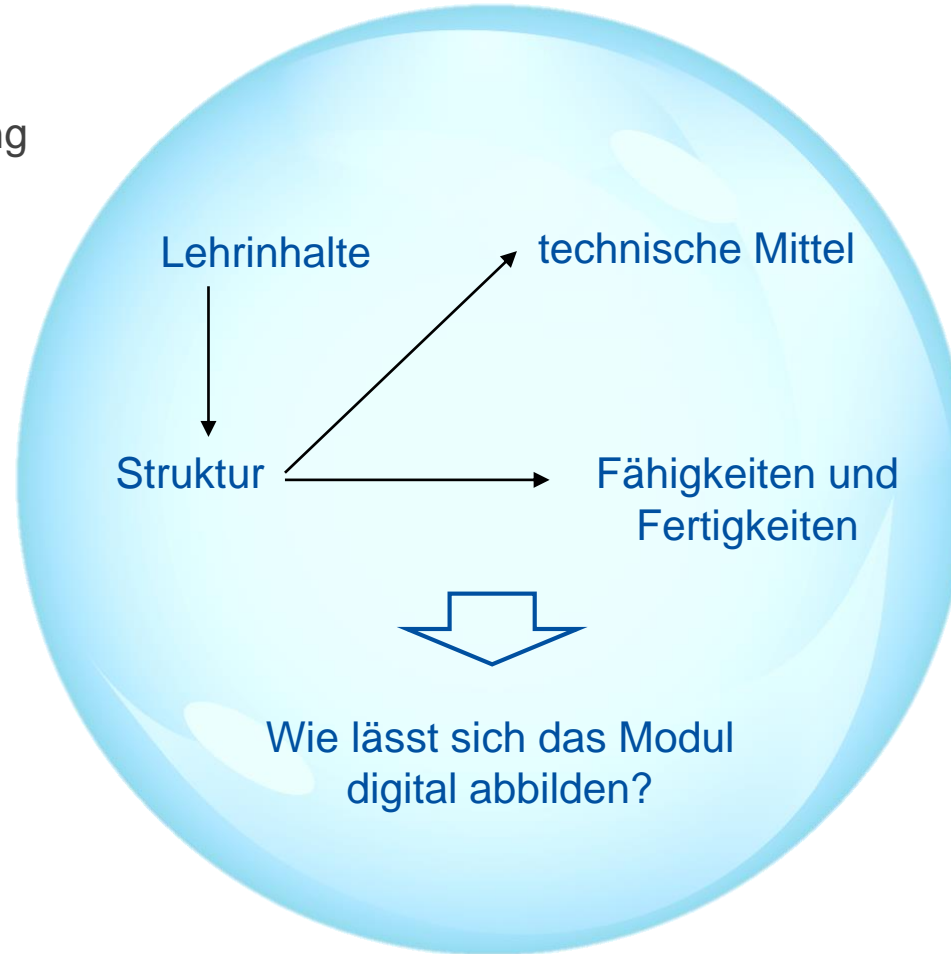 Lehrinhalte
technische Mittel
Struktur
Fähigkeiten und
Fertigkeiten
Wie lässt sich das Modul
digital abbilden?